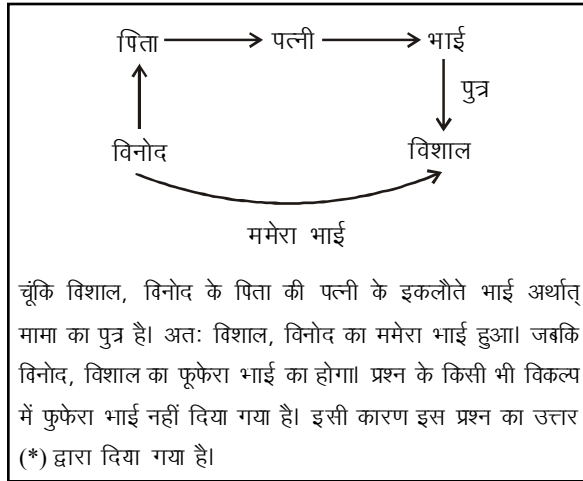 पिता पत्नी भाई
पुत्र
विनोद विशाल
ममेरा भाई
चूंकि विशाल, विनोद के पिता की पत्नी के इकलौते भाई अर्थात्
मामा का पुत्र है। अतः विशाल, विनोद का ममेरा भाई हुआ। जबकि
विनोद, विशाल का फूफेरा भाई का होगा। प्रश्न के किसी भी विकल्प
में फुफेरा भाई नहीं दिया गया है। इसी कारण इस प्रश्न का उत्तर
(*) द्वारा दिया गया है।